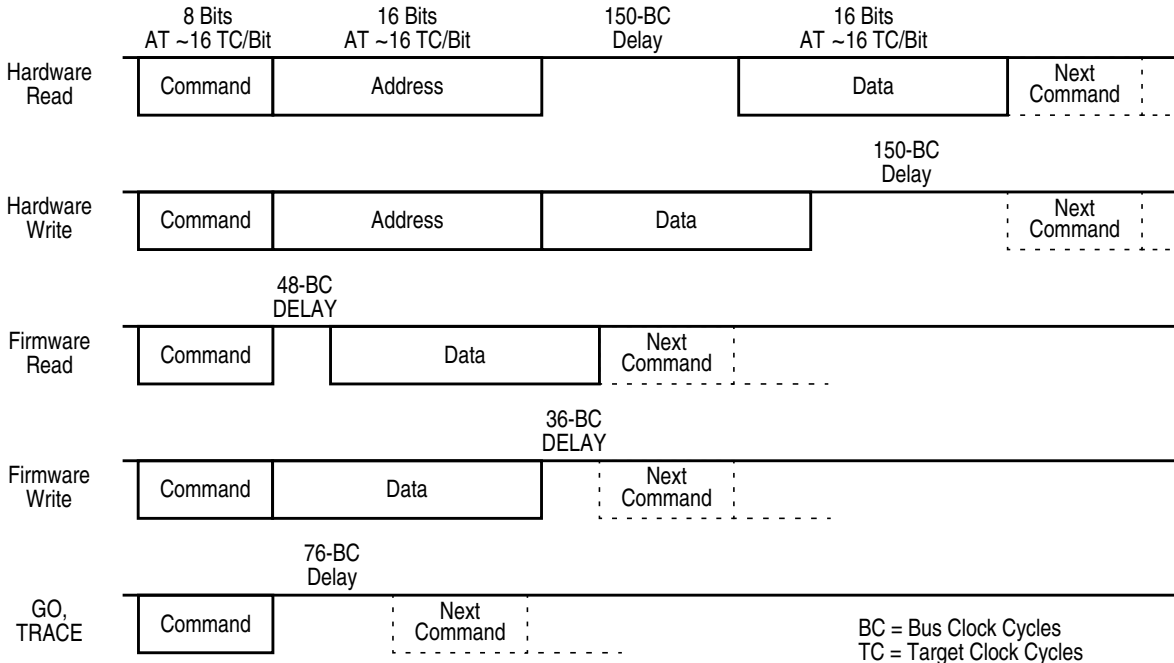 8 Bits
AT ~16 TC/Bit
16 Bits
AT ~16 TC/Bit
150-BC
Delay
16 Bits
AT ~16 TC/Bit
Hardware
Read
Command
Address
Data
Next
Command
150-BC
Delay
Hardware
Write
Command
Address
Data
Next
Command
48-BC
DELAY
Firmware
Read
Command
Data
Next
Command
36-BC
DELAY
Firmware
Write
Command
Data
Next
Command
76-BC
Delay
GO,
TRACE
Command
Next
Command
BC = Bus Clock Cycles
TC = Target Clock Cycles